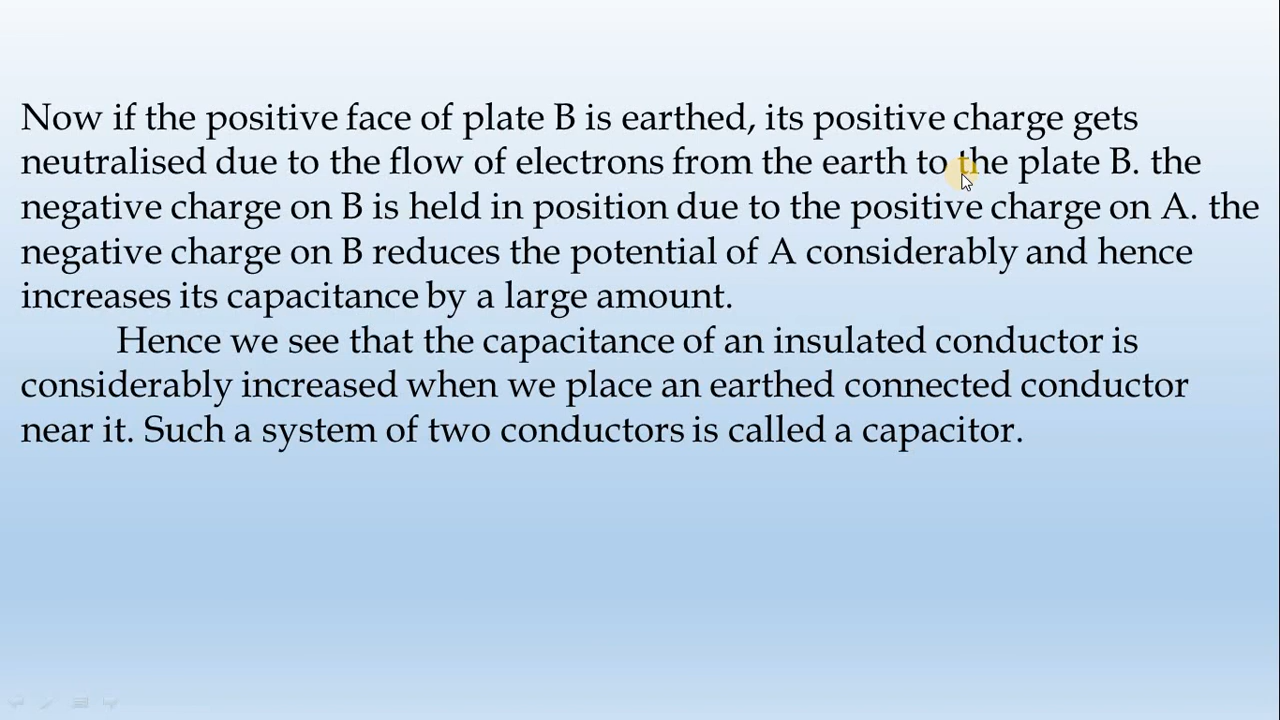 Now if the positive face of plate B is earthed, its positive charge gets
neutralised due to the flow of electrons from the earth to the plate B. the
negative charge on B is held in position due to the positive charge on A. the
negative charge on B reduces the potential of A considerably and hence
increases its capacitance by a large amount.
Hence we see that the capacitance of an insulated conductor is
considerably increased when we place an earthed connected conductor
near it. Such a system of two conductors is called a capacitor.